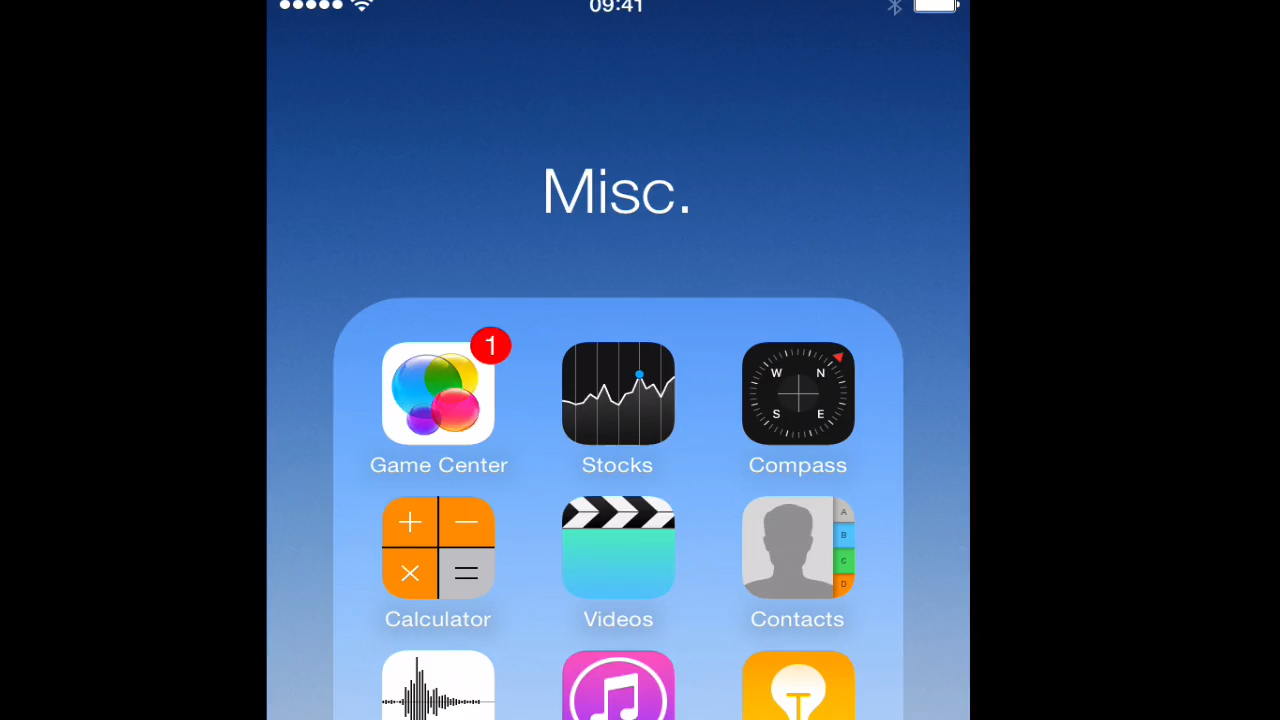 09:41
Misc.
1
W N
S E
Game Center Stocks Compass
A
B
C
D
Calculator Videos Contacts